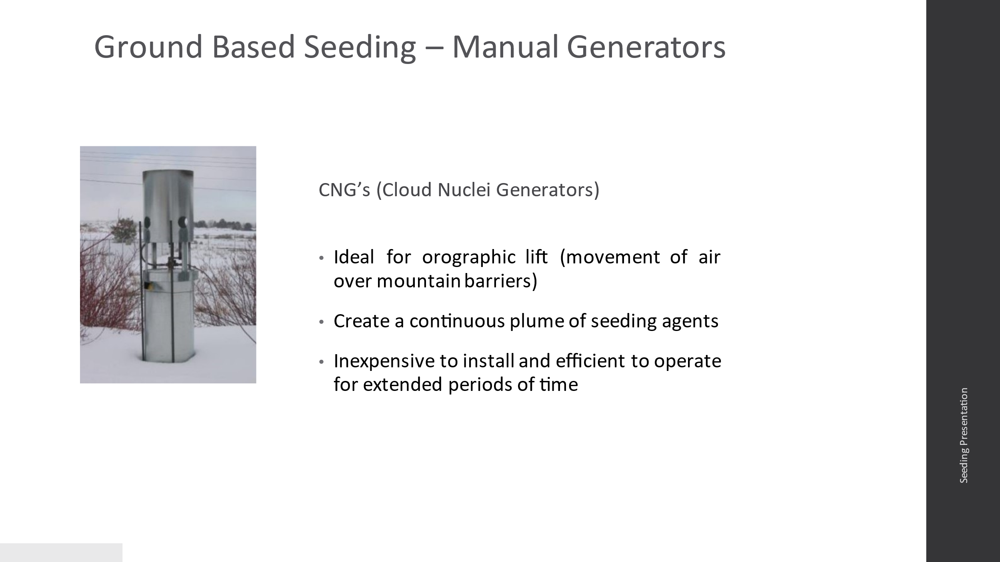 Ground Based Seeding – Manual Generators
CNG’s (Cloud Nuclei Generators)
• Ideal for orographic lift (movement of air
over mountain barriers)
• Create a continuous plume of seeding agents
• Inexpensive to install and efficient to operate
for extended periods of time
Seeding Presentation